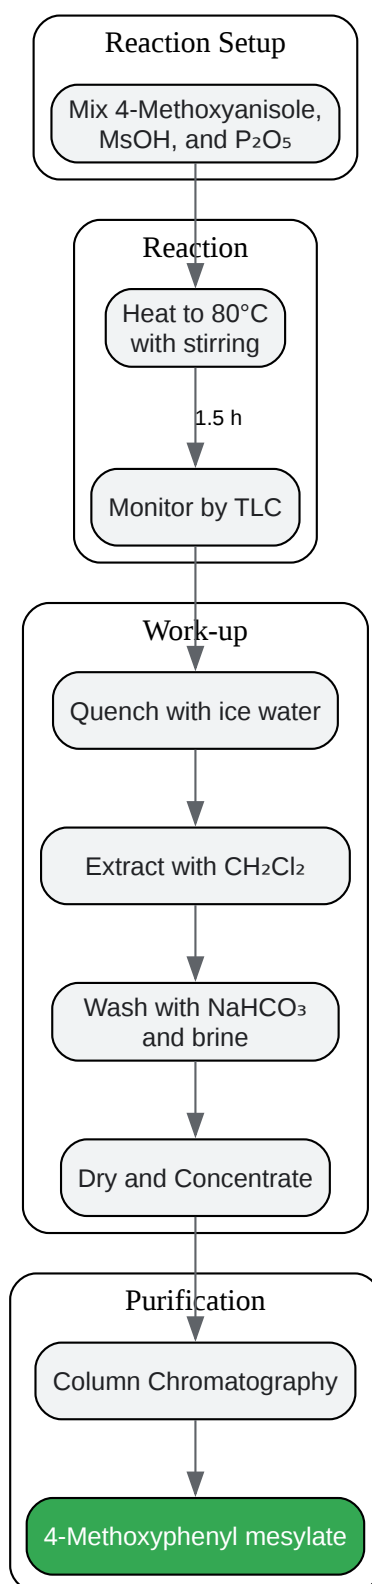 Reaction Setup
Mix 4-Methoxyanisole,
MsOH, and P₂O₅
Reaction
Heat to 80°C
with stirring
1.5 h
Monitor by TLC
Work-up
Quench with ice water
Extract with CH₂Cl₂
Wash with NaHCO₃
and brine
Dry and Concentrate
Purification
Column Chromatography
4-Methoxyphenyl mesylate